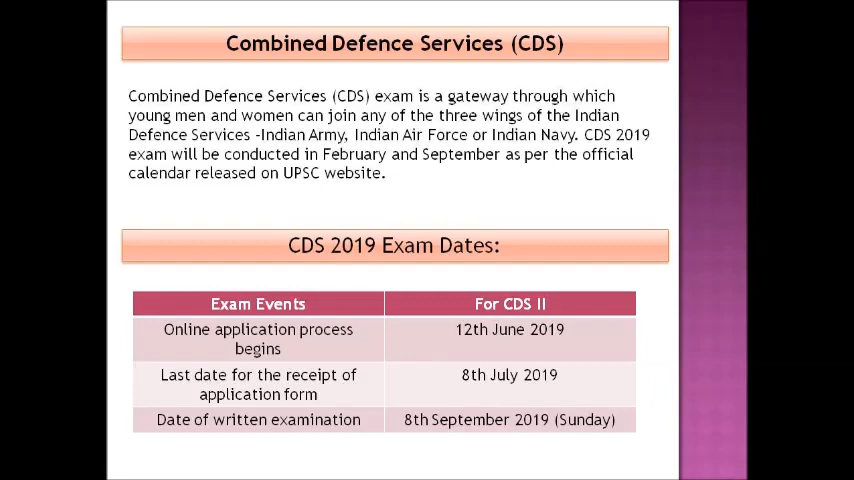 Combined Defence Services (CDS)
Combined Defence Services (CDS) exam is a gateway through which
young men and women can join any of the three wings of the Indian
Defence Services -Indian Army, Indian Air Force or Indian Navy. CDS 2019
exam will be conducted in February and September as per the official
calendar released on UPSC website.
CDS 2019 Exam Dates:
Exam Events For CDS II
Online application process begins 12th June 2019
Last date for the receipt of application form 8th July 2019
Date of written examination 8th September 2019 (Sunday)